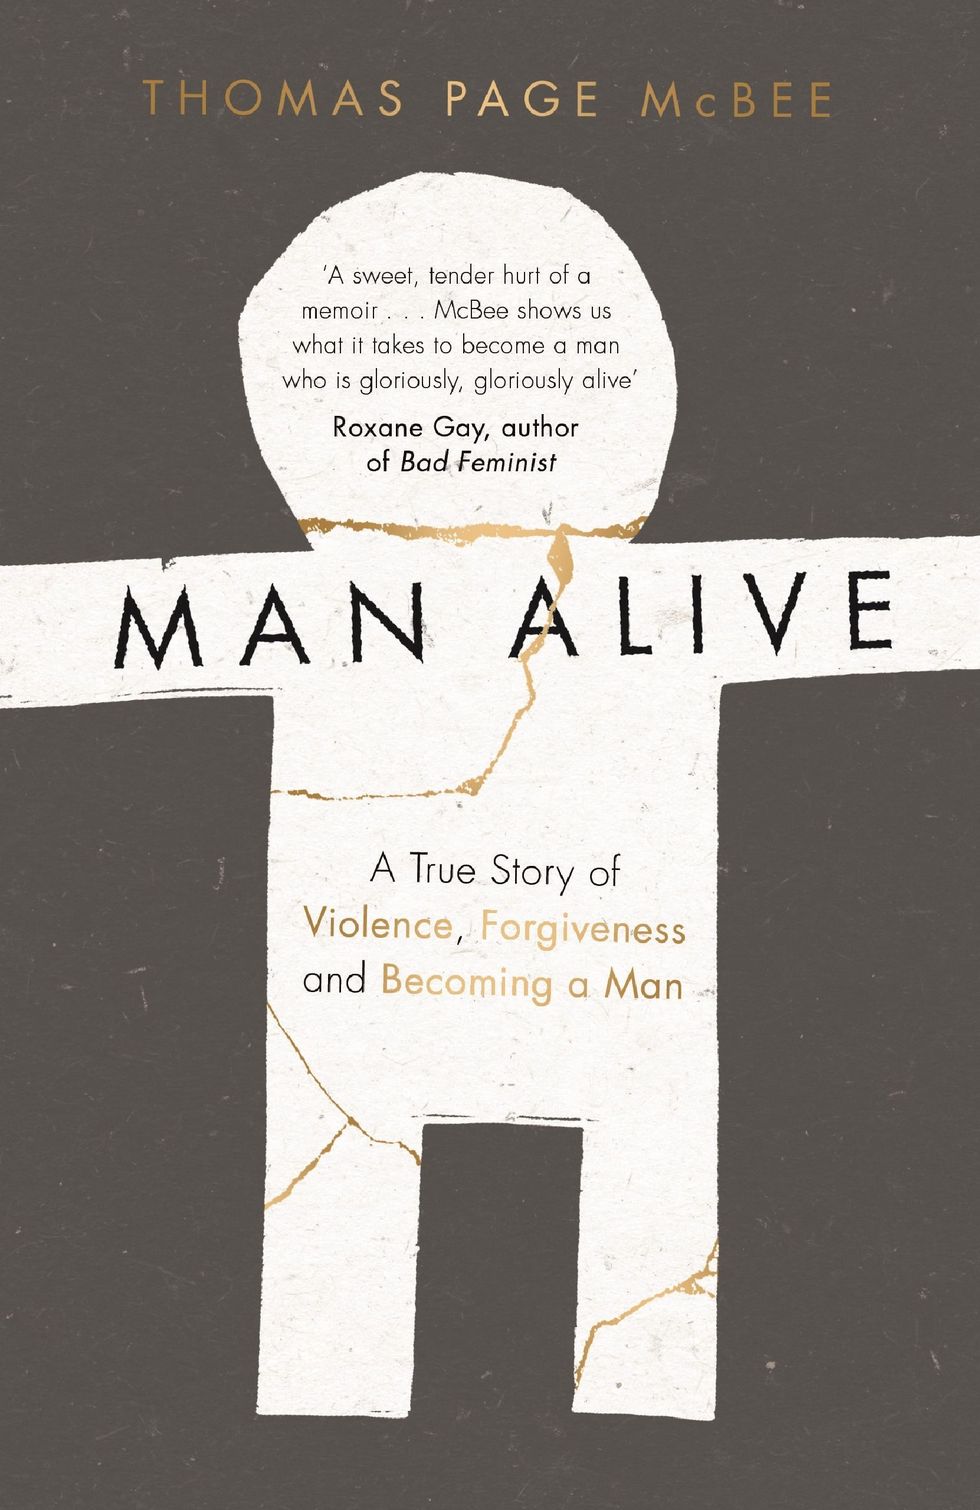 THOMAS PAGE McBEE
‘A sweet, tender hurt of a
memoir . . . McBee shows us
what it takes to become a man
who is gloriously, gloriously alive’
Roxane Gay, author
of Bad Feminist
MAN ALIVE
A True Story of
Violence, Forgiveness
and Becoming a Man